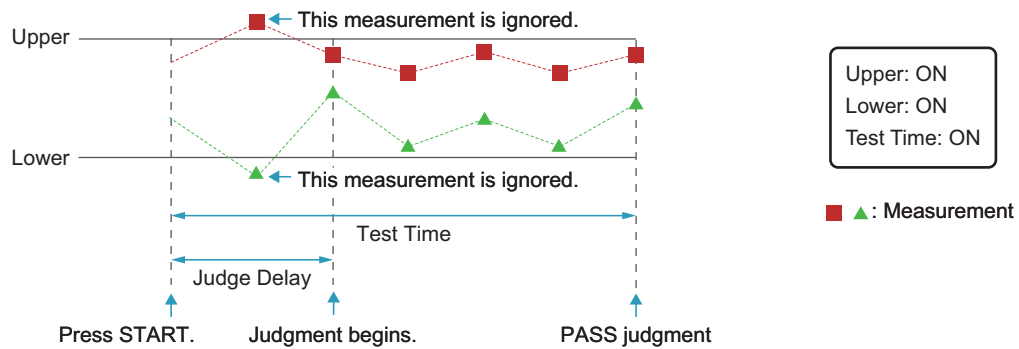 This measurement is ignored.
Upper
Lower
This measurement is ignored.
Test Time
Judge Delay
Press START.
Judgment begins.
PASS judgment
Upper: ON
Lower: ON
Test Time: ON
: Measurement